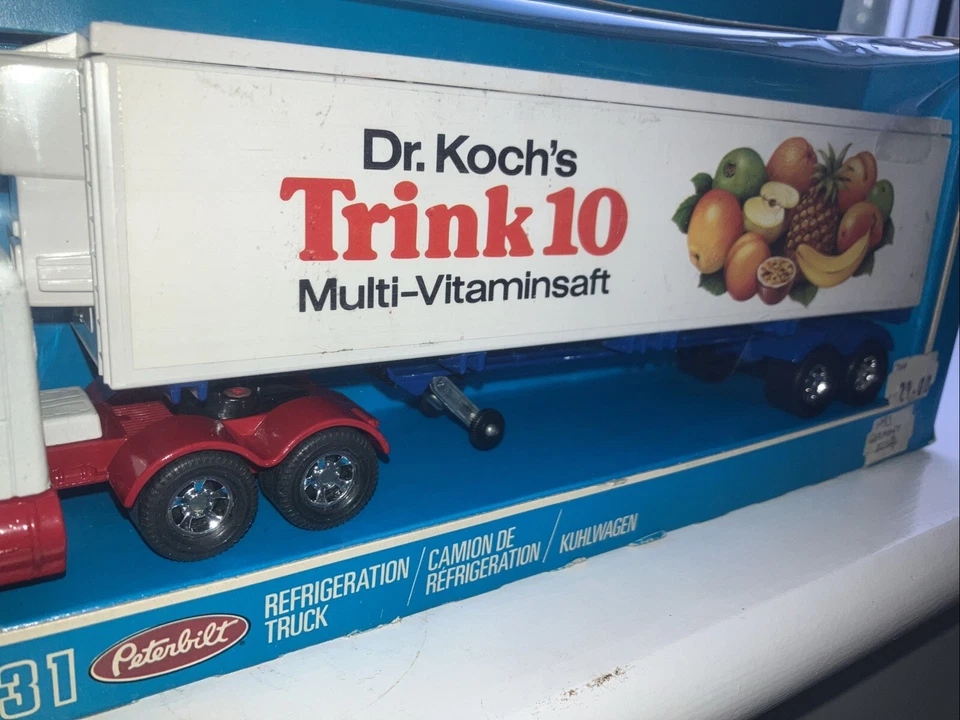 Dr. Koch's
Trink 10
Multi-Vitaminsaft
31
Peterbilt
REFRIGERATION
TRUCK
CAMION DE
RÉFRIGÉRATION
KUHLWAGEN